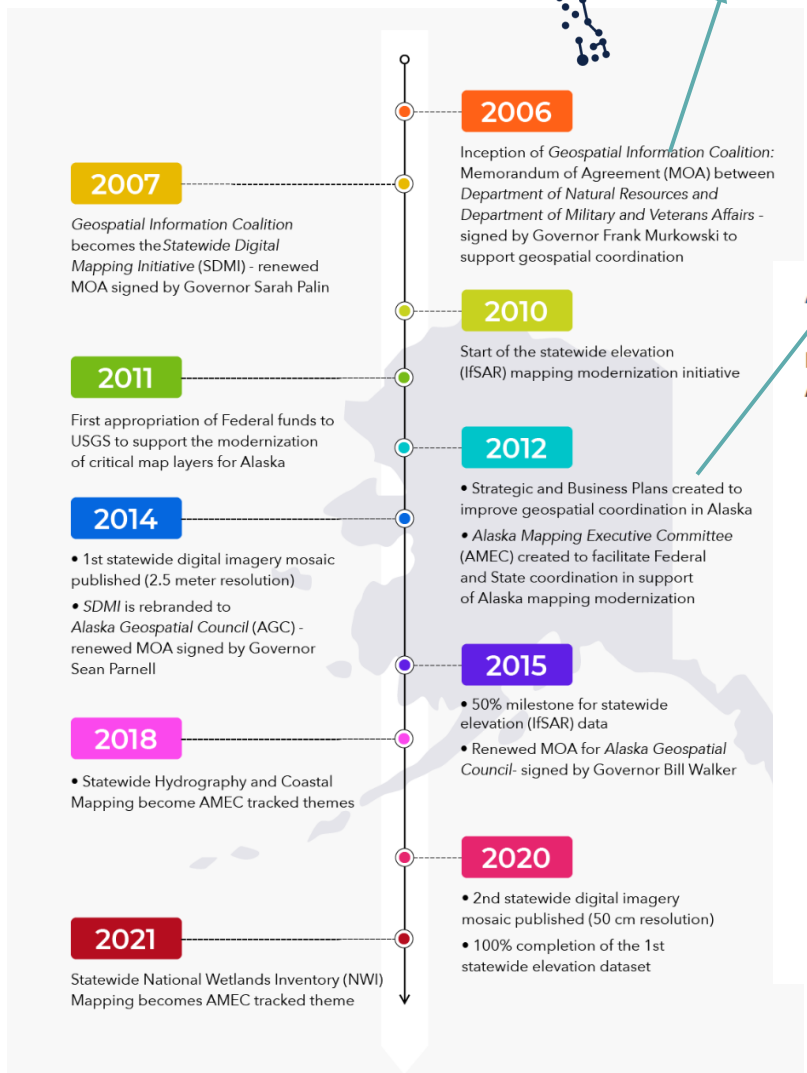 2006
Inception of Geospatial Information Coalition:
Memorandum of Agreement (MOA) between
Department of Natural Resources and
Department of Military and Veterans Affairs -
signed by Governor Frank Murkowski to
support geospatial coordination
2007
Geospatial Information Coalition
becomes the Statewide Digital
Mapping Initiative (SDMI) - renewed
MOA signed by Governor Sarah Palin
2010
Start of the statewide elevation
(IfSAR) mapping modernization initiative
2011
First appropriation of Federal funds to
USGS to support the modernization
of critical map layers for Alaska
2012
• Strategic and Business Plans created to
improve geospatial coordination in Alaska
• Alaska Mapping Executive Committee
(AMEC) created to facilitate Federal
and State coordination in support
of Alaska mapping modernization
2014
• 1st statewide digital imagery mosaic
published (2.5 meter resolution)
• SDMI is rebranded to
Alaska Geospatial Council (AGC) -
renewed MOA signed by Governor
Sean Parnell
2015
• 50% milestone for statewide
elevation (IfSAR) data
• Renewed MOA for Alaska Geospatial
Council- signed by Governor Bill Walker
2018
• Statewide Hydrography and Coastal
Mapping become AMEC tracked themes
2020
• 2nd statewide digital imagery
mosaic published (50 cm resolution)
• 100% completion of the 1st
statewide elevation dataset
2021
Statewide National Wetlands Inventory (NWI)
Mapping becomes AMEC tracked theme